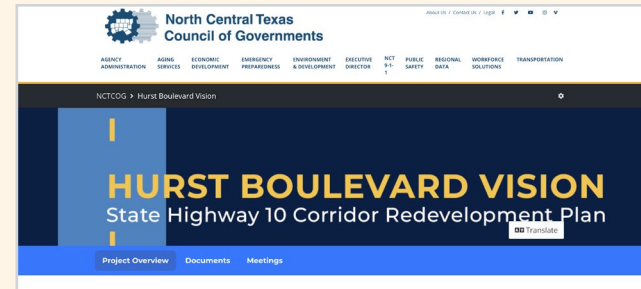 About Us / Contact Us / Legal
North Central Texas
Council of Governments
AGENCY ADMINISTRATION
AGING SERVICES
ECONOMIC DEVELOPMENT
EMERGENCY PREPAREDNESS
ENVIRONMENT & DEVELOPMENT
EXECUTIVE DIRECTOR
NCT 9-1-1
PUBLIC SAFETY
REGIONAL DATA
WORKFORCE SOLUTIONS
TRANSPORTATION
NCTCOG > Hurst Boulevard Vision
HURST BOULEVARD VISION
State Highway 10 Corridor Redevelopment Plan
Translate
Project Overview Documents Meetings